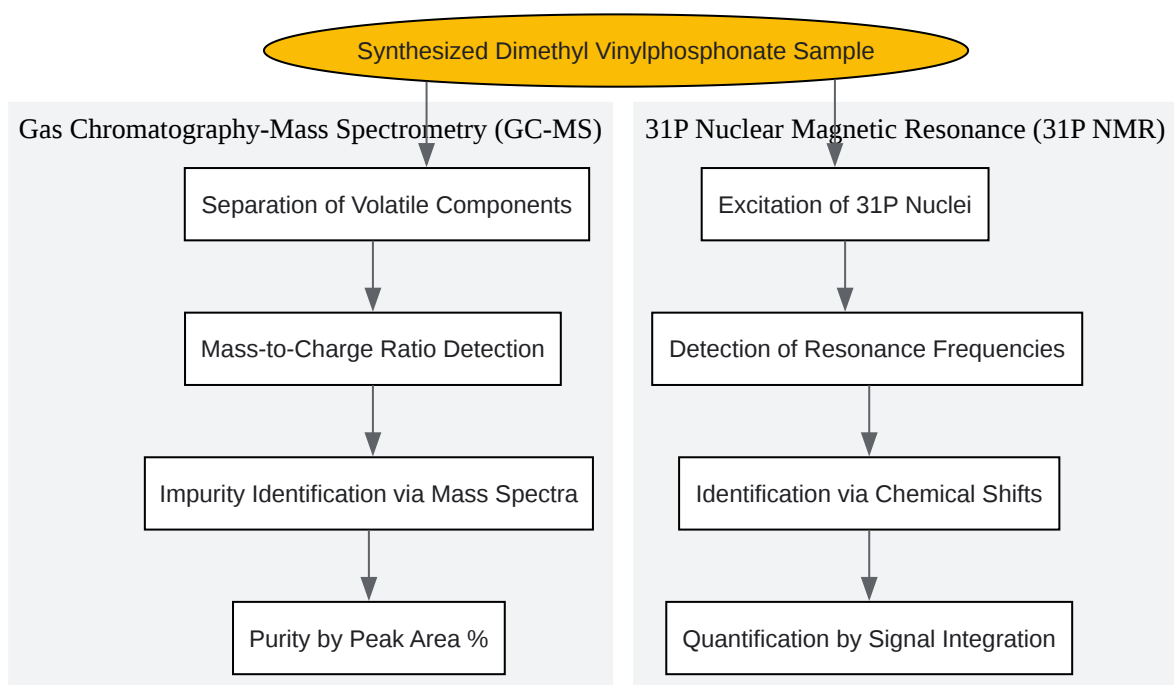 Synthesized Dimethyl Vinylphosphonate Sample
Gas Chromatography-Mass Spectrometry (GC-MS)
Separation of Volatile Components
Mass-to-Charge Ratio Detection
Impurity Identification via Mass Spectra
Purity by Peak Area %
31P Nuclear Magnetic Resonance (31P NMR)
Excitation of 31P Nuclei
Detection of Resonance Frequencies
Identification via Chemical Shifts
Quantification by Signal Integration